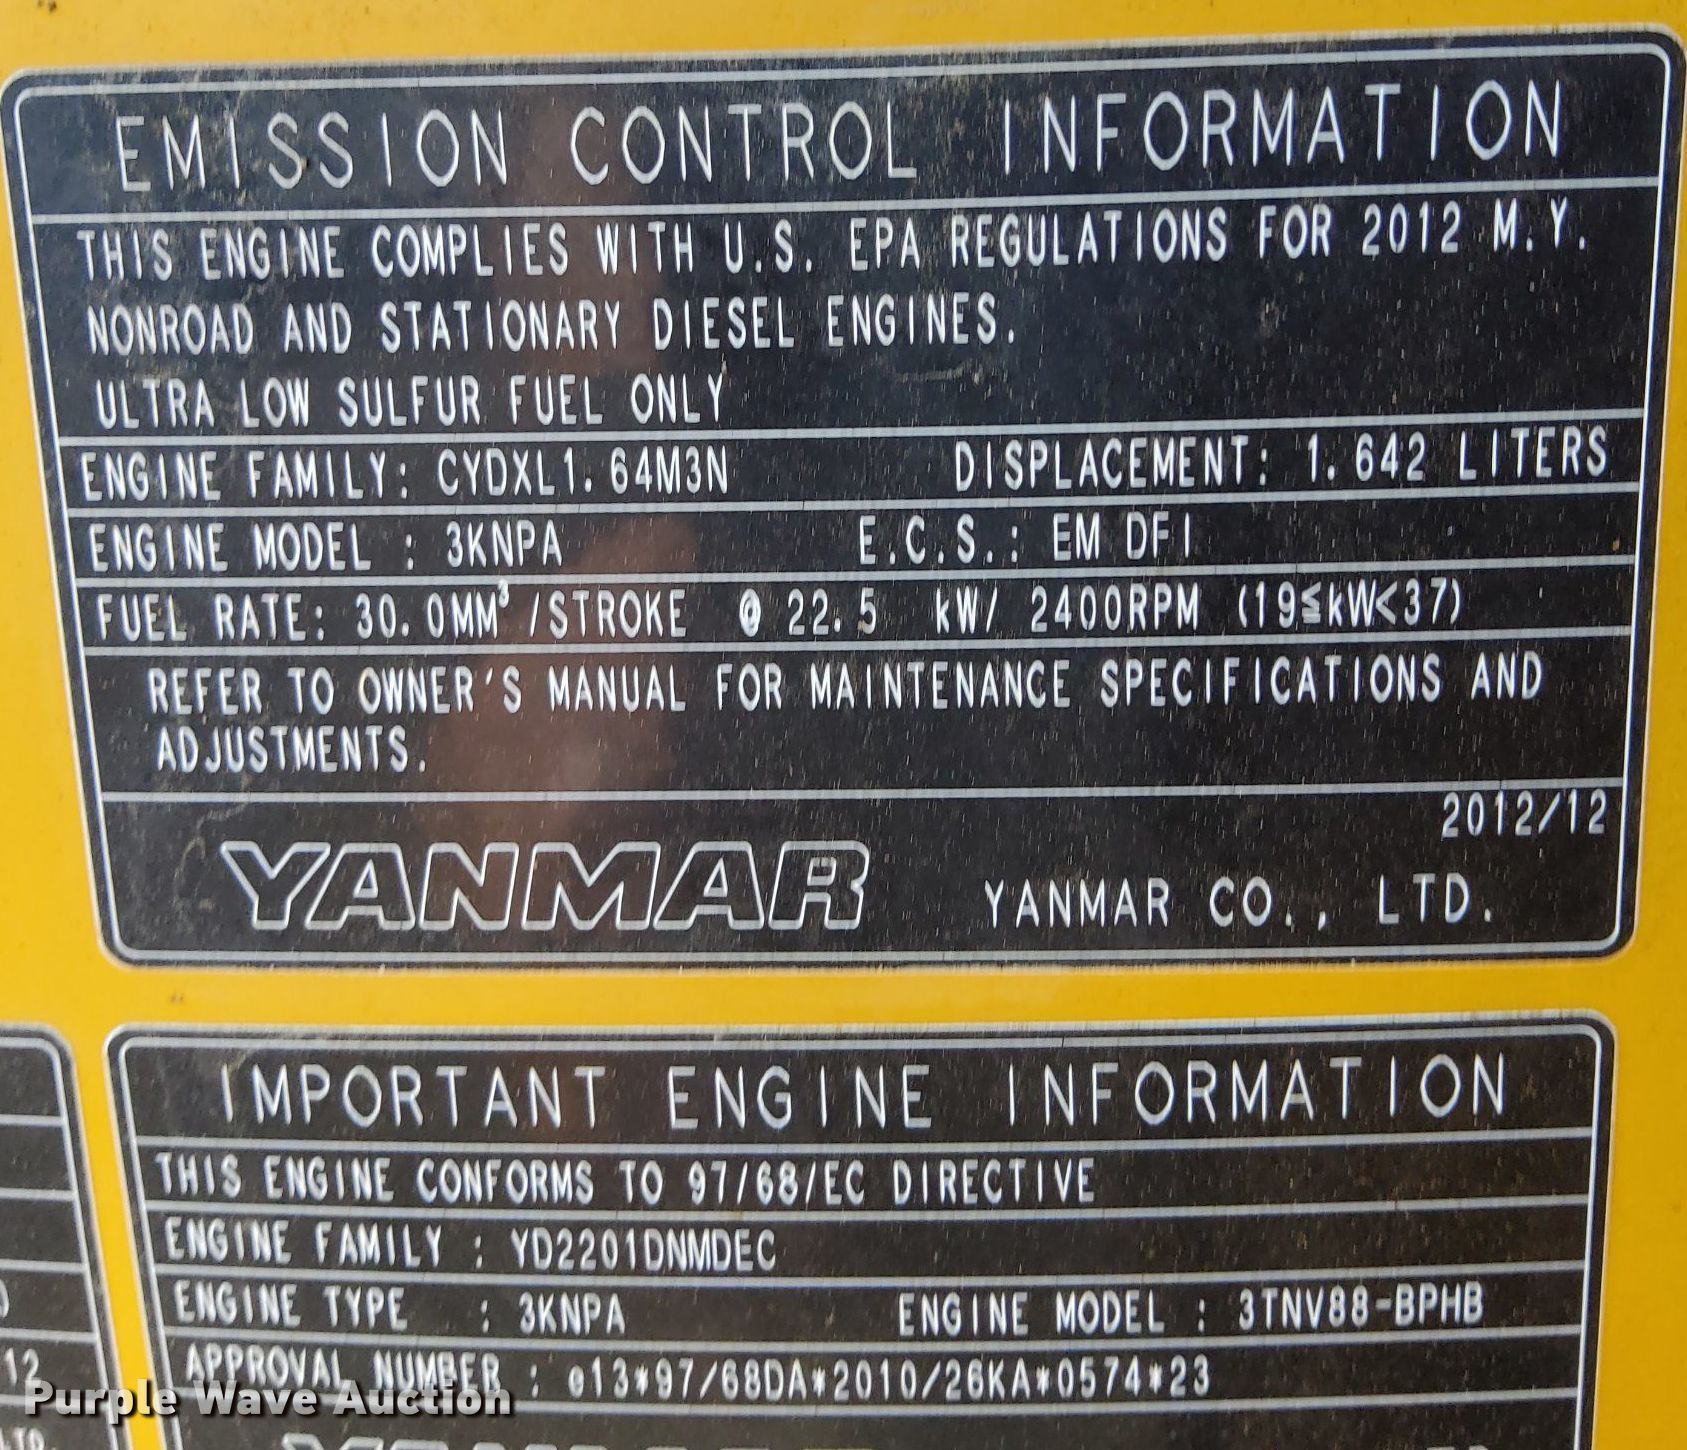 EMISSION CONTROL INFORMATION
THIS ENGINE COMPLIES WITH U.S. EPA REGULATIONS FOR 2012 M.Y.
NONROAD AND STATIONARY DIESEL ENGINES.
ULTRA LOW SULFUR FUEL ONLY
ENGINE FAMILY: CYDXL1.64M3N DISPLACEMENT: 1.642 LITERS
ENGINE MODEL : 3KNPA E.C.S.: EM DFI
FUEL RATE: 30.0MM³/STROKE @ 22.5 kW/ 2400RPM (19≦kW<37)
REFER TO OWNER'S MANUAL FOR MAINTENANCE SPECIFICATIONS AND
ADJUSTMENTS.
2012/12
YANMAR YANMAR CO., LTD.
IMPORTANT ENGINE INFORMATION
THIS ENGINE CONFORMS TO 97/68/EC DIRECTIVE
ENGINE FAMILY : YD2201DNMDEC
ENGINE TYPE : 3KNPA ENGINE MODEL : 3TNV88-BPHB
APPROVAL NUMBER : e13*97/68DA*2010/26KA*0574*23
12
Purple Wave Auction